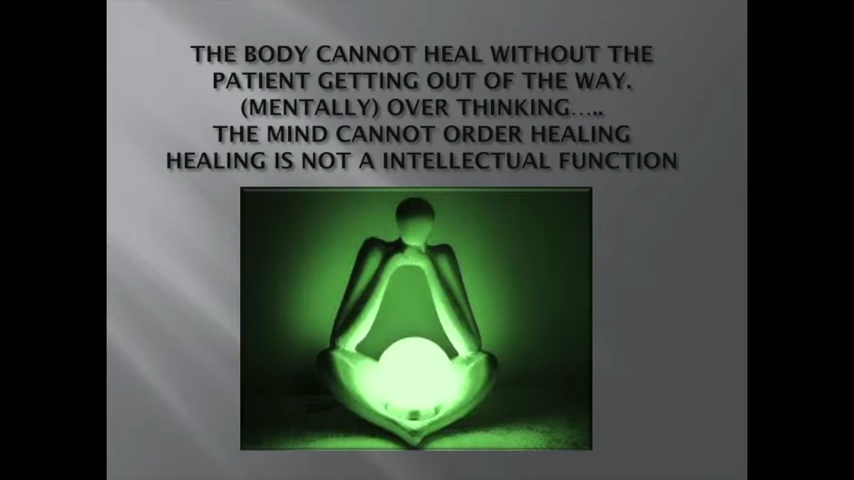 THE BODY CANNOT HEAL WITHOUT THE
PATIENT GETTING OUT OF THE WAY.
(MENTALLY) OVER THINKING.....
THE MIND CANNOT ORDER HEALING
HEALING IS NOT A INTELLECTUAL FUNCTION